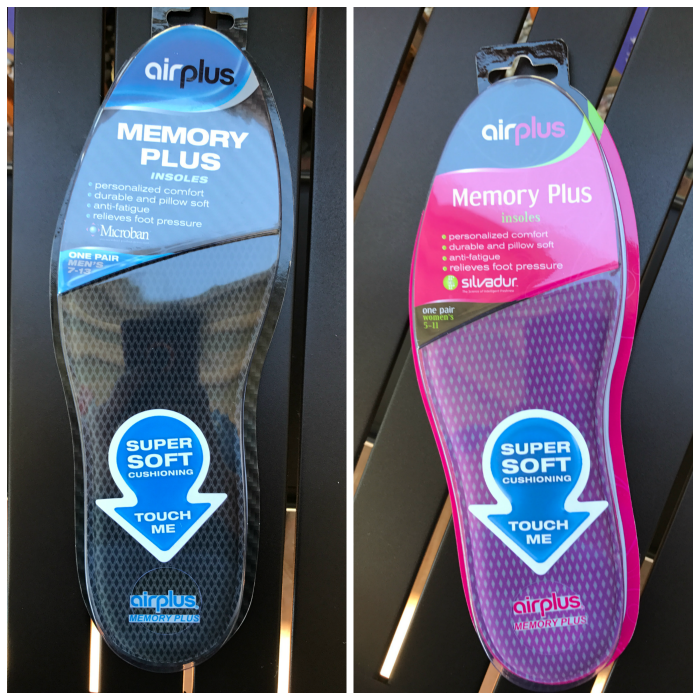 airplus
MEMORY
PLUS
INSOLES
personalized comfort
durable and pillow soft
anti-fatigue
relieves foot pressure
Microban
ONE PAIR
MEN'S
7-13
SUPER
SOFT
CUSHIONING
TOUCH
ME
airplus
MEMORY PLUS
airplus
Memory Plus
insoles
personalized comfort
durable and pillow soft
anti-fatigue
relieves foot pressure
silvadur
one pair
women's
5-11
SUPER
SOFT
CUSHIONING
TOUCH
ME
airplus
MEMORY PLUS